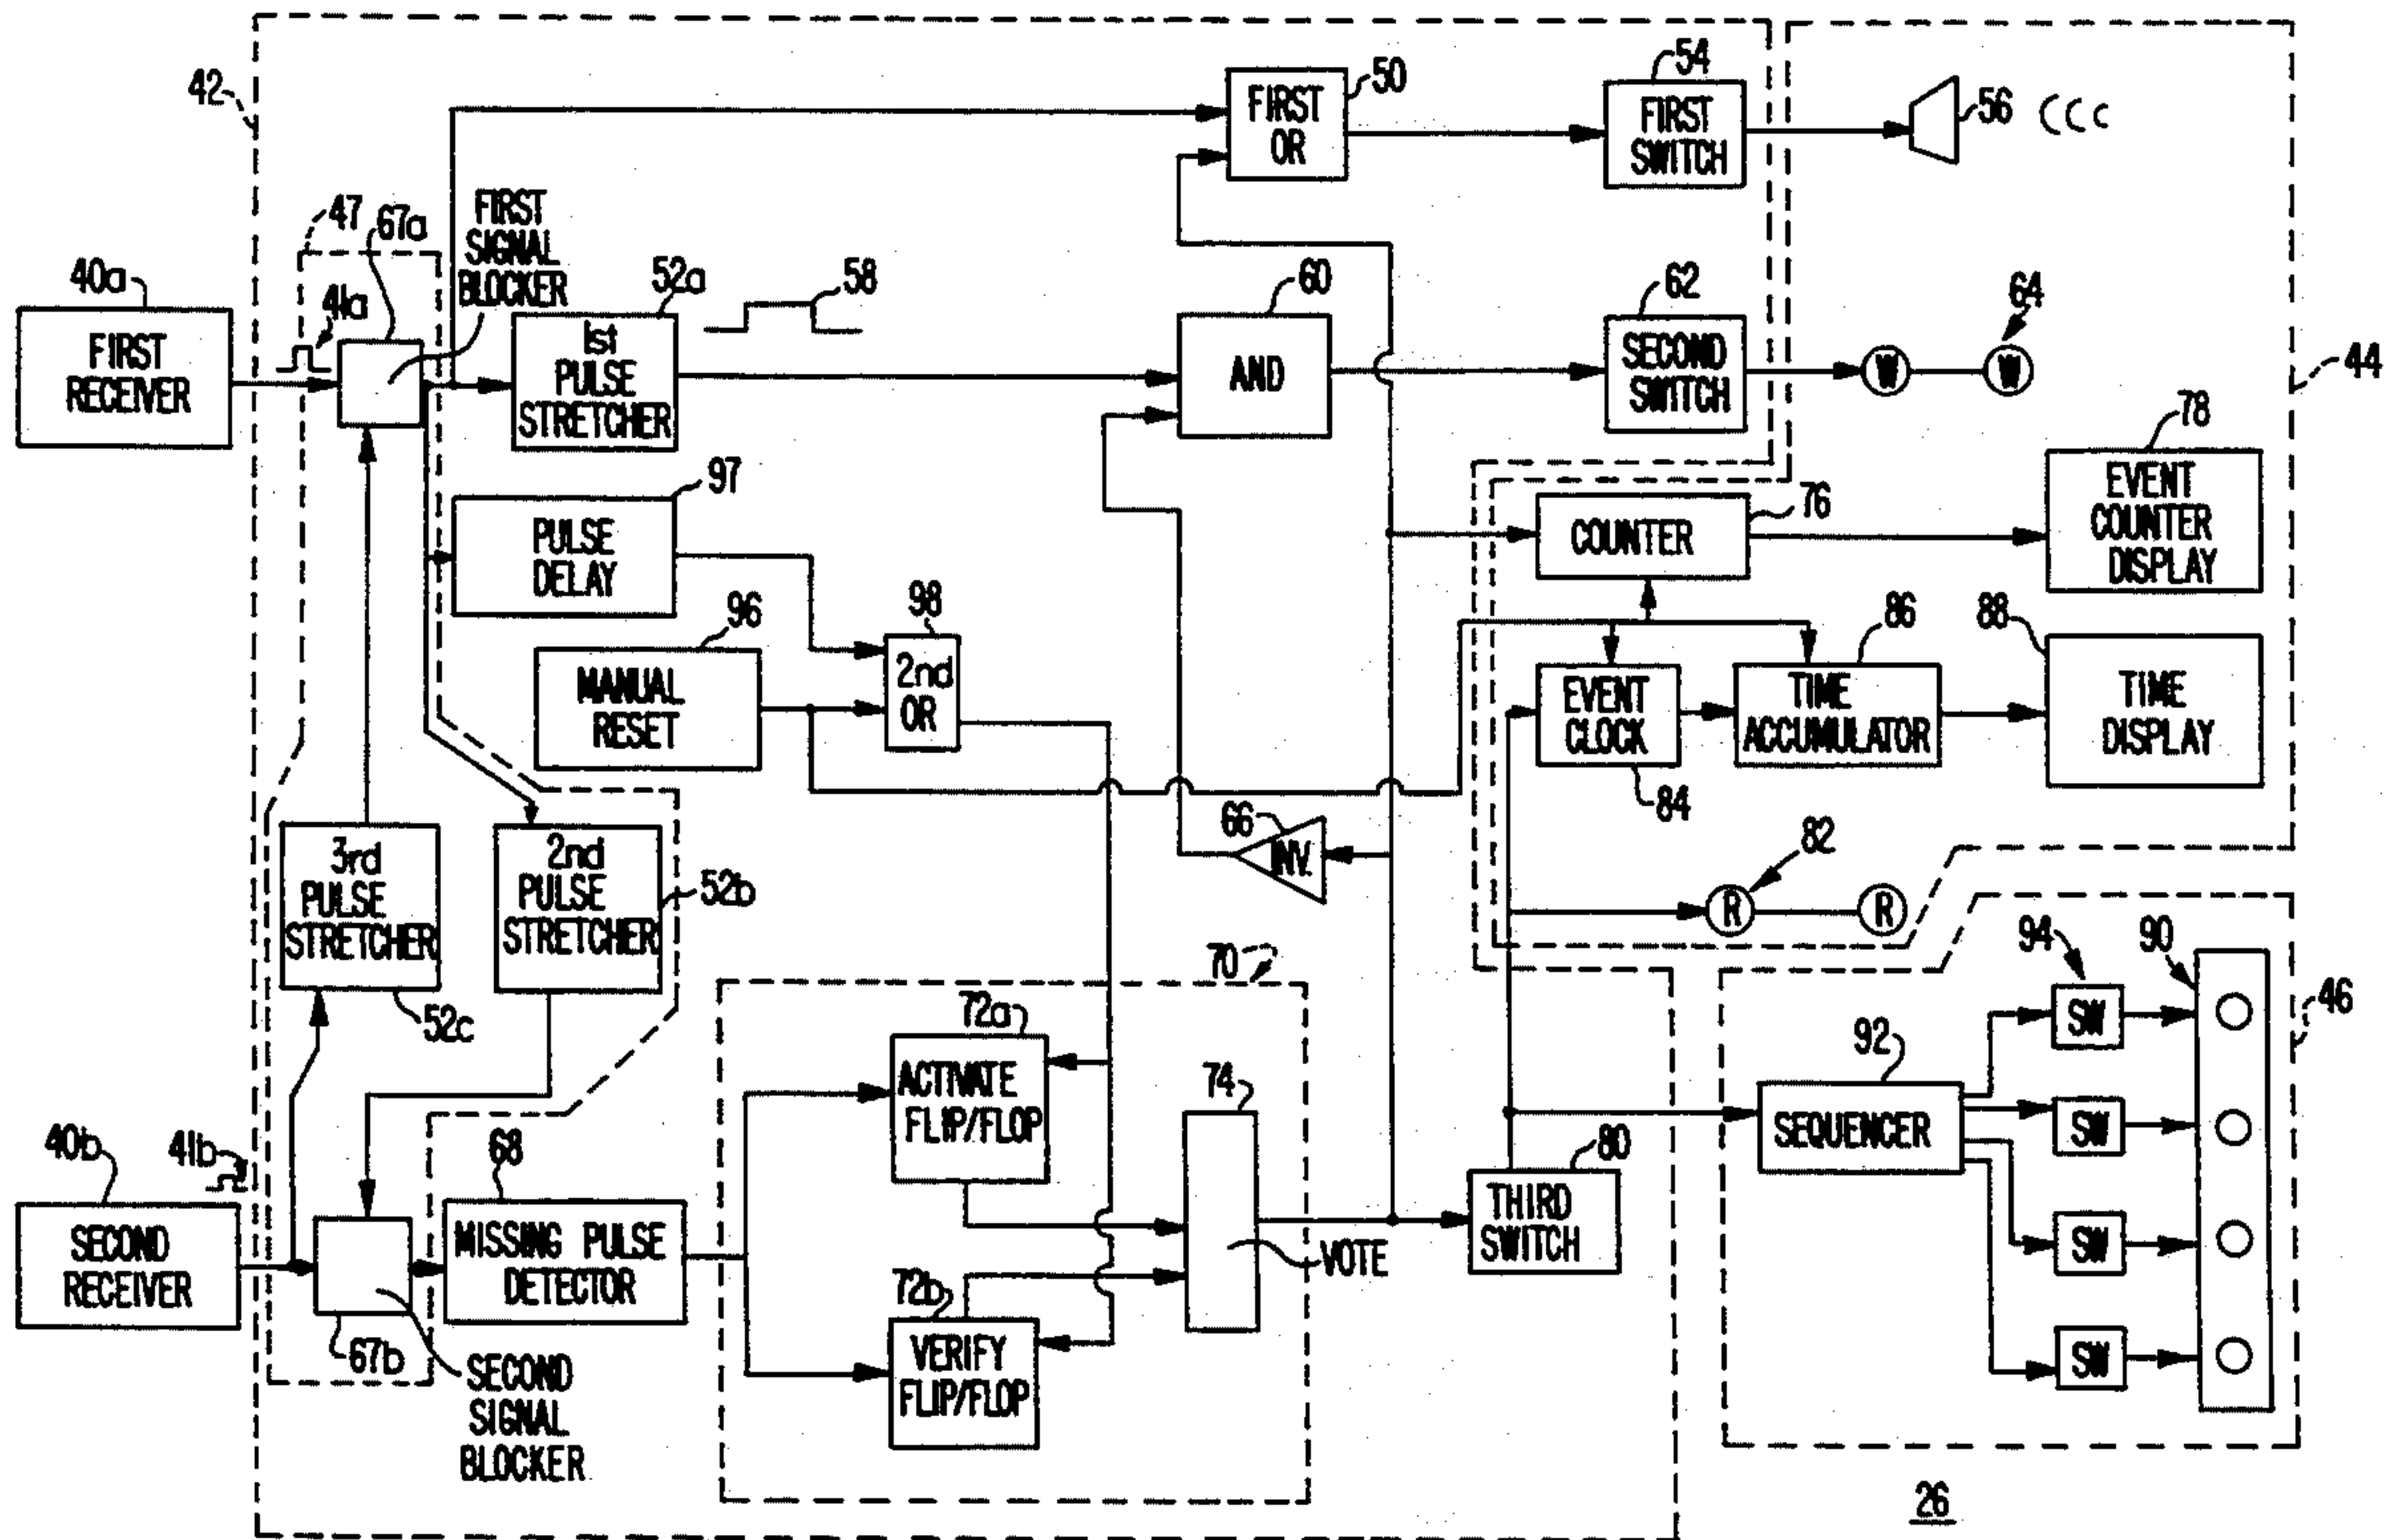 42
50
FIRST
OR
54
FIRST
SWITCH
56
47
67a
FIRST
SIGNAL
BLOCKER
40a
FIRST
RECEIVER
41a
52a
1st
PULSE
STRETCHER
58
60
AND
62
SECOND
SWITCH
64
W
W
44
78
EVENT
COUNTER
DISPLAY
97
PULSE
DELAY
76
COUNTER
96
MANUAL
RESET
98
2nd
OR
86
TIME
ACCUMULATOR
88
TIME
DISPLAY
EVENT
CLOCK
84
3rd
PULSE
STRETCHER
52c
2nd
PULSE
STRETCHER
52b
66
INV.
82
R
R
70
72a
ACTIVATE
FLIP/FLOP
74
94
90
46
SW
SW
SW
SW
92
SEQUENCER
40b
SECOND
RECEIVER
41b
68
MISSING PULSE
DETECTOR
80
THIRD
SWITCH
VOTE
67b
SECOND
SIGNAL
BLOCKER
72b
VERIFY
FLIP/FLOP
26